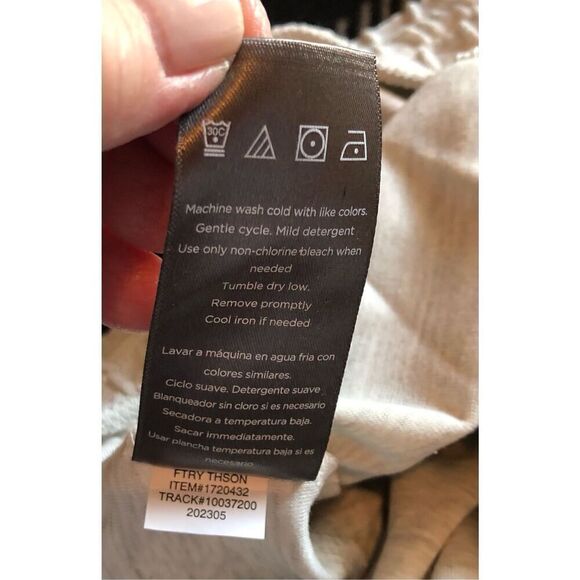 30C
Machine wash cold with like colors.
Gentle cycle. Mild detergent
Use only non-chlorine bleach when
needed
Tumble dry low.
Remove promptly
Cool iron if needed
Lavar a máquina en agua fria con
colores similares.
Ciclo suave. Detergente suave
Blanqueador sin cloro si es necesario
Secadora a temperatura baja.
Sacar immediatamente.
Usar plancha temperatura baja si es
necesario
FTRY THSON
ITEM#1720432
TRACK#10037200
202305